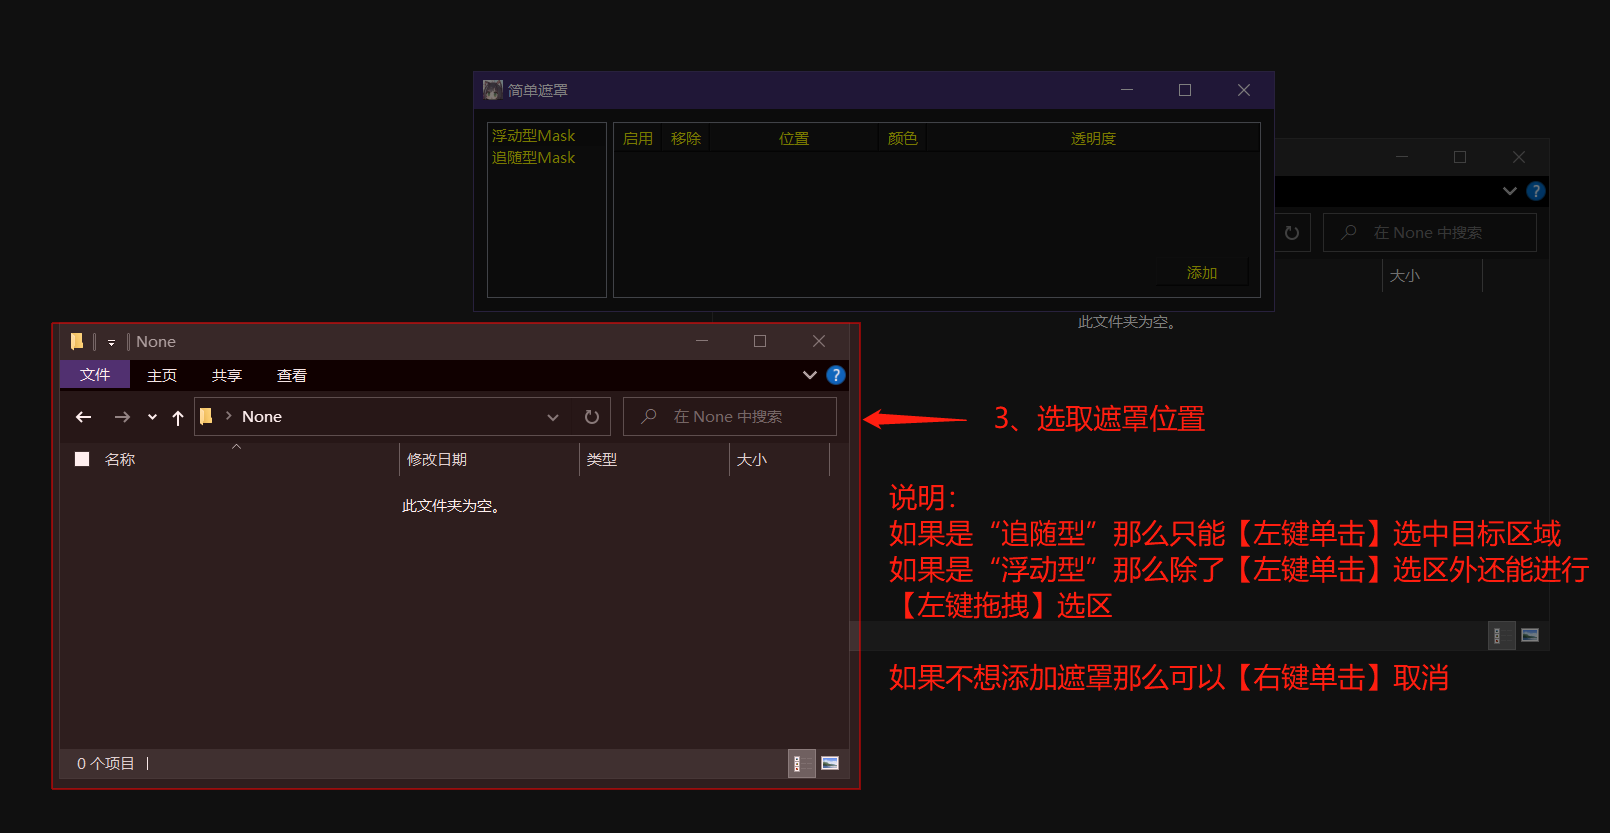 简单遮罩
浮动型Mask
追随型Mask
启用 移除 位置 颜色 透明度
添加
在 None 中搜索
大小
此文件夹为空。
None
文件 主页 共享 查看
None
在 None 中搜索
名称 修改日期 类型 大小
此文件夹为空。
0 个项目
3、选取遮罩位置
说明：
如果是“追随型”那么只能【左键单击】选中目标区域
如果是“浮动型”那么除了【左键单击】选区外还能进行
【左键拖拽】选区
如果不想添加遮罩那么可以【右键单击】取消